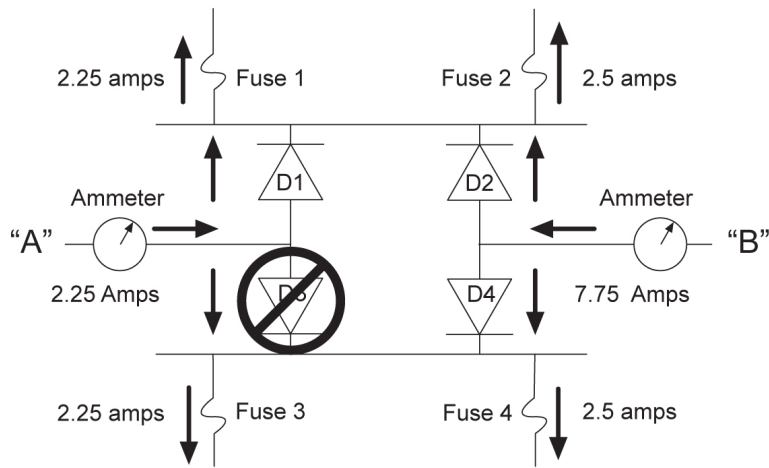 2.25 amps
Fuse 1
Fuse 2
2.5 amps
D1
D2
Ammeter
Ammeter
“A”
“B”
2.25 Amps
D3
D4
7.75 Amps
2.25 amps
Fuse 3
Fuse 4
2.5 amps